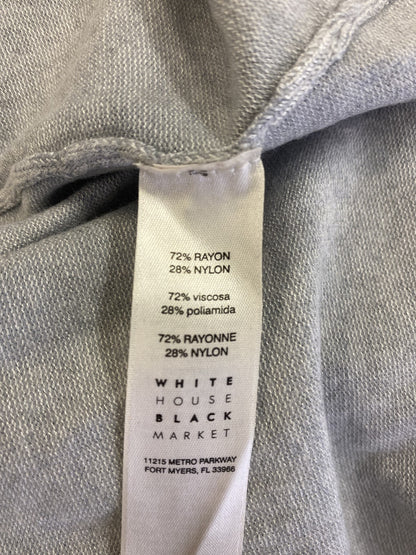 72% RAYON
28% NYLON
72% viscosa
28% poliamida
72% RAYONNE
28% NYLON
WHITE
HOUSE
BLACK
MARKET
11215 METRO PARKWAY
FORT MYERS, FL 33966